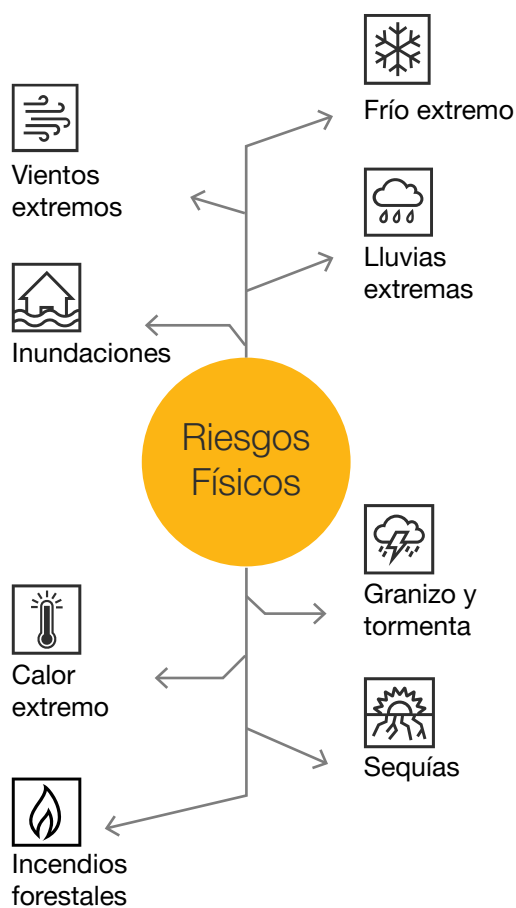 Frío extremo
Vientos
extremos
Lluvias
extremas
Inundaciones
Riesgos
Físicos
Granizo y
tormenta
Calor
extremo
Sequías
Incendios
forestales